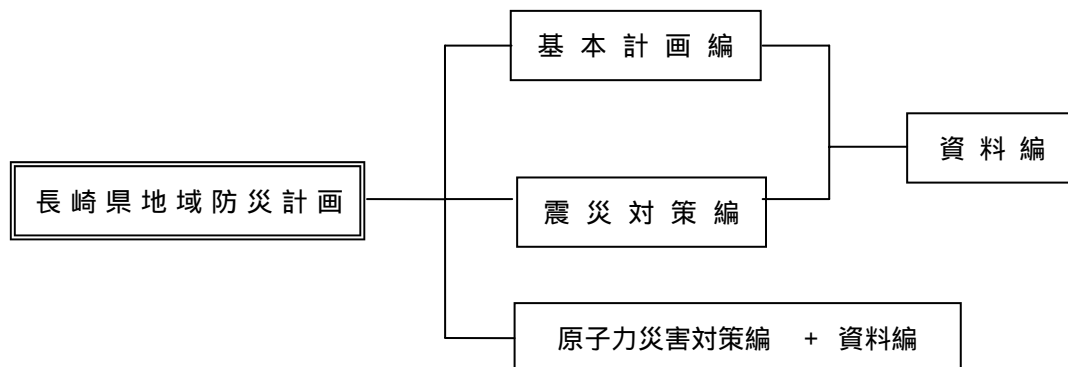 基本計画編
資料編
長崎県地域防災計画
震災対策編
原子力災害対策編 + 資料編